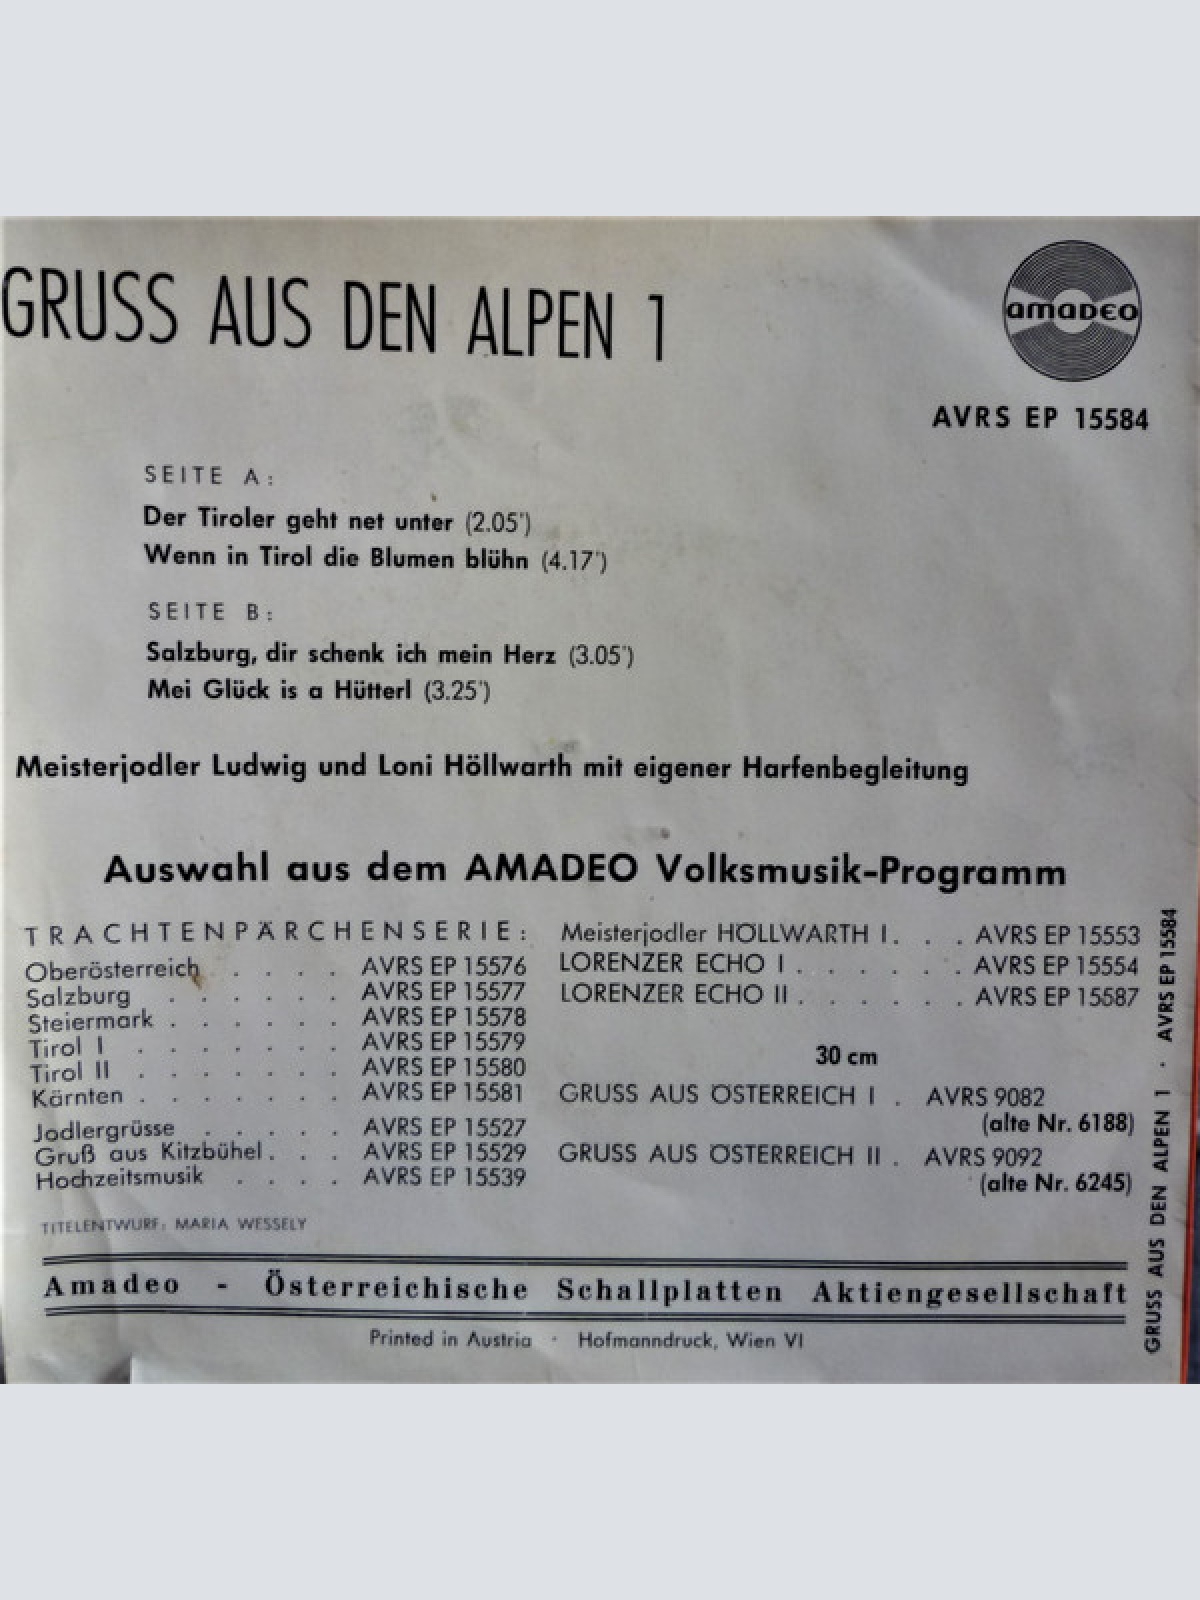 GRUSS AUS DEN ALPEN 1
amadeo
AVRS EP 15584
SEITE A:
Der Tiroler geht net unter (2.05')
Wenn in Tirol die Blumen blühn (4.17')
SEITE B:
Salzburg, dir schenk ich mein Herz (3.05')
Mei Glück is a Hütterl (3.25')
Meisterjodler Ludwig und Loni Höllwarth mit eigener Harfenbegleitung
Auswahl aus dem AMADEO Volksmusik-Programm
TRACHTENPÄRCHENSERIE:
Oberösterreich . . . . AVRS EP 15576
Salzburg . . . . . . AVRS EP 15577
Steiermark . . . . . . AVRS EP 15578
Tirol I . . . . . . . AVRS EP 15579
Tirol II . . . . . . . AVRS EP 15580
Kärnten . . . . . . . AVRS EP 15581
Jodlergrüsse . . . . . AVRS EP 15527
Gruß aus Kitzbühel . . . AVRS EP 15529
Hochzeitsmusik . . . . AVRS EP 15539
Meisterjodler HÖLLWARTH I . . . AVRS EP 15553
LORENZER ECHO I . . . . . . AVRS EP 15554
LORENZER ECHO II . . . . . . AVRS EP 15587
30 cm
GRUSS AUS ÖSTERREICH I . AVRS 9082
(alte Nr. 6188)
GRUSS AUS ÖSTERREICH II . AVRS 9092
(alte Nr. 6245)
TITELENTWURF: MARIA WESSELY
Amadeo - Österreichische Schallplatten Aktiengesellschaft
Printed in Austria · Hofmanndruck, Wien VI
GRUSS AUS DEN ALPEN 1 · AVRS EP 15584